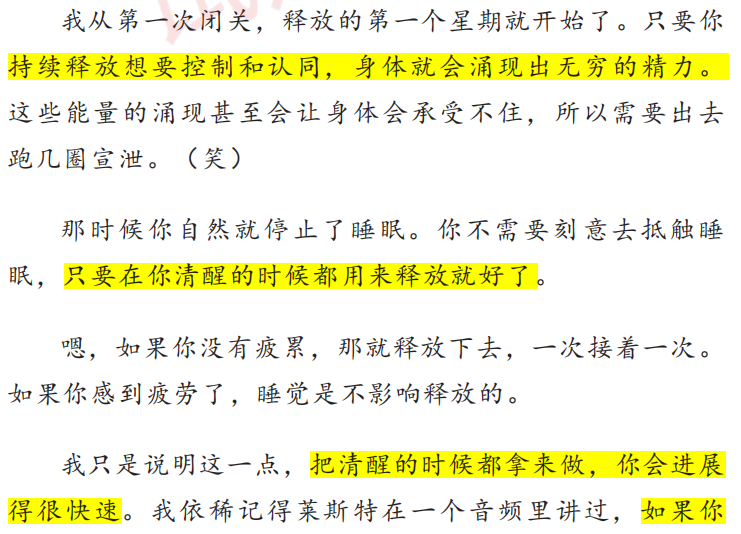 我从第一次闭关，释放的第一个星期就开始了。只要你
持续释放想要控制和认同，身体就会涌现出无穷的精力。
这些能量的涌现甚至会让身体会承受不住，所以需要出去
跑几圈宣泄。（笑）
那时候你自然就停止了睡眠。你不需要刻意去抵触睡
眠，只要在你清醒的时候都用来释放就好了。
嗯，如果你没有疲累，那就释放下去，一次接着一次。
如果你感到疲劳了，睡觉是不影响释放的。
我只是说明这一点，把清醒的时候都拿来做，你会进展
得很快速。我依稀记得莱斯特在一个音频里讲过，如果你